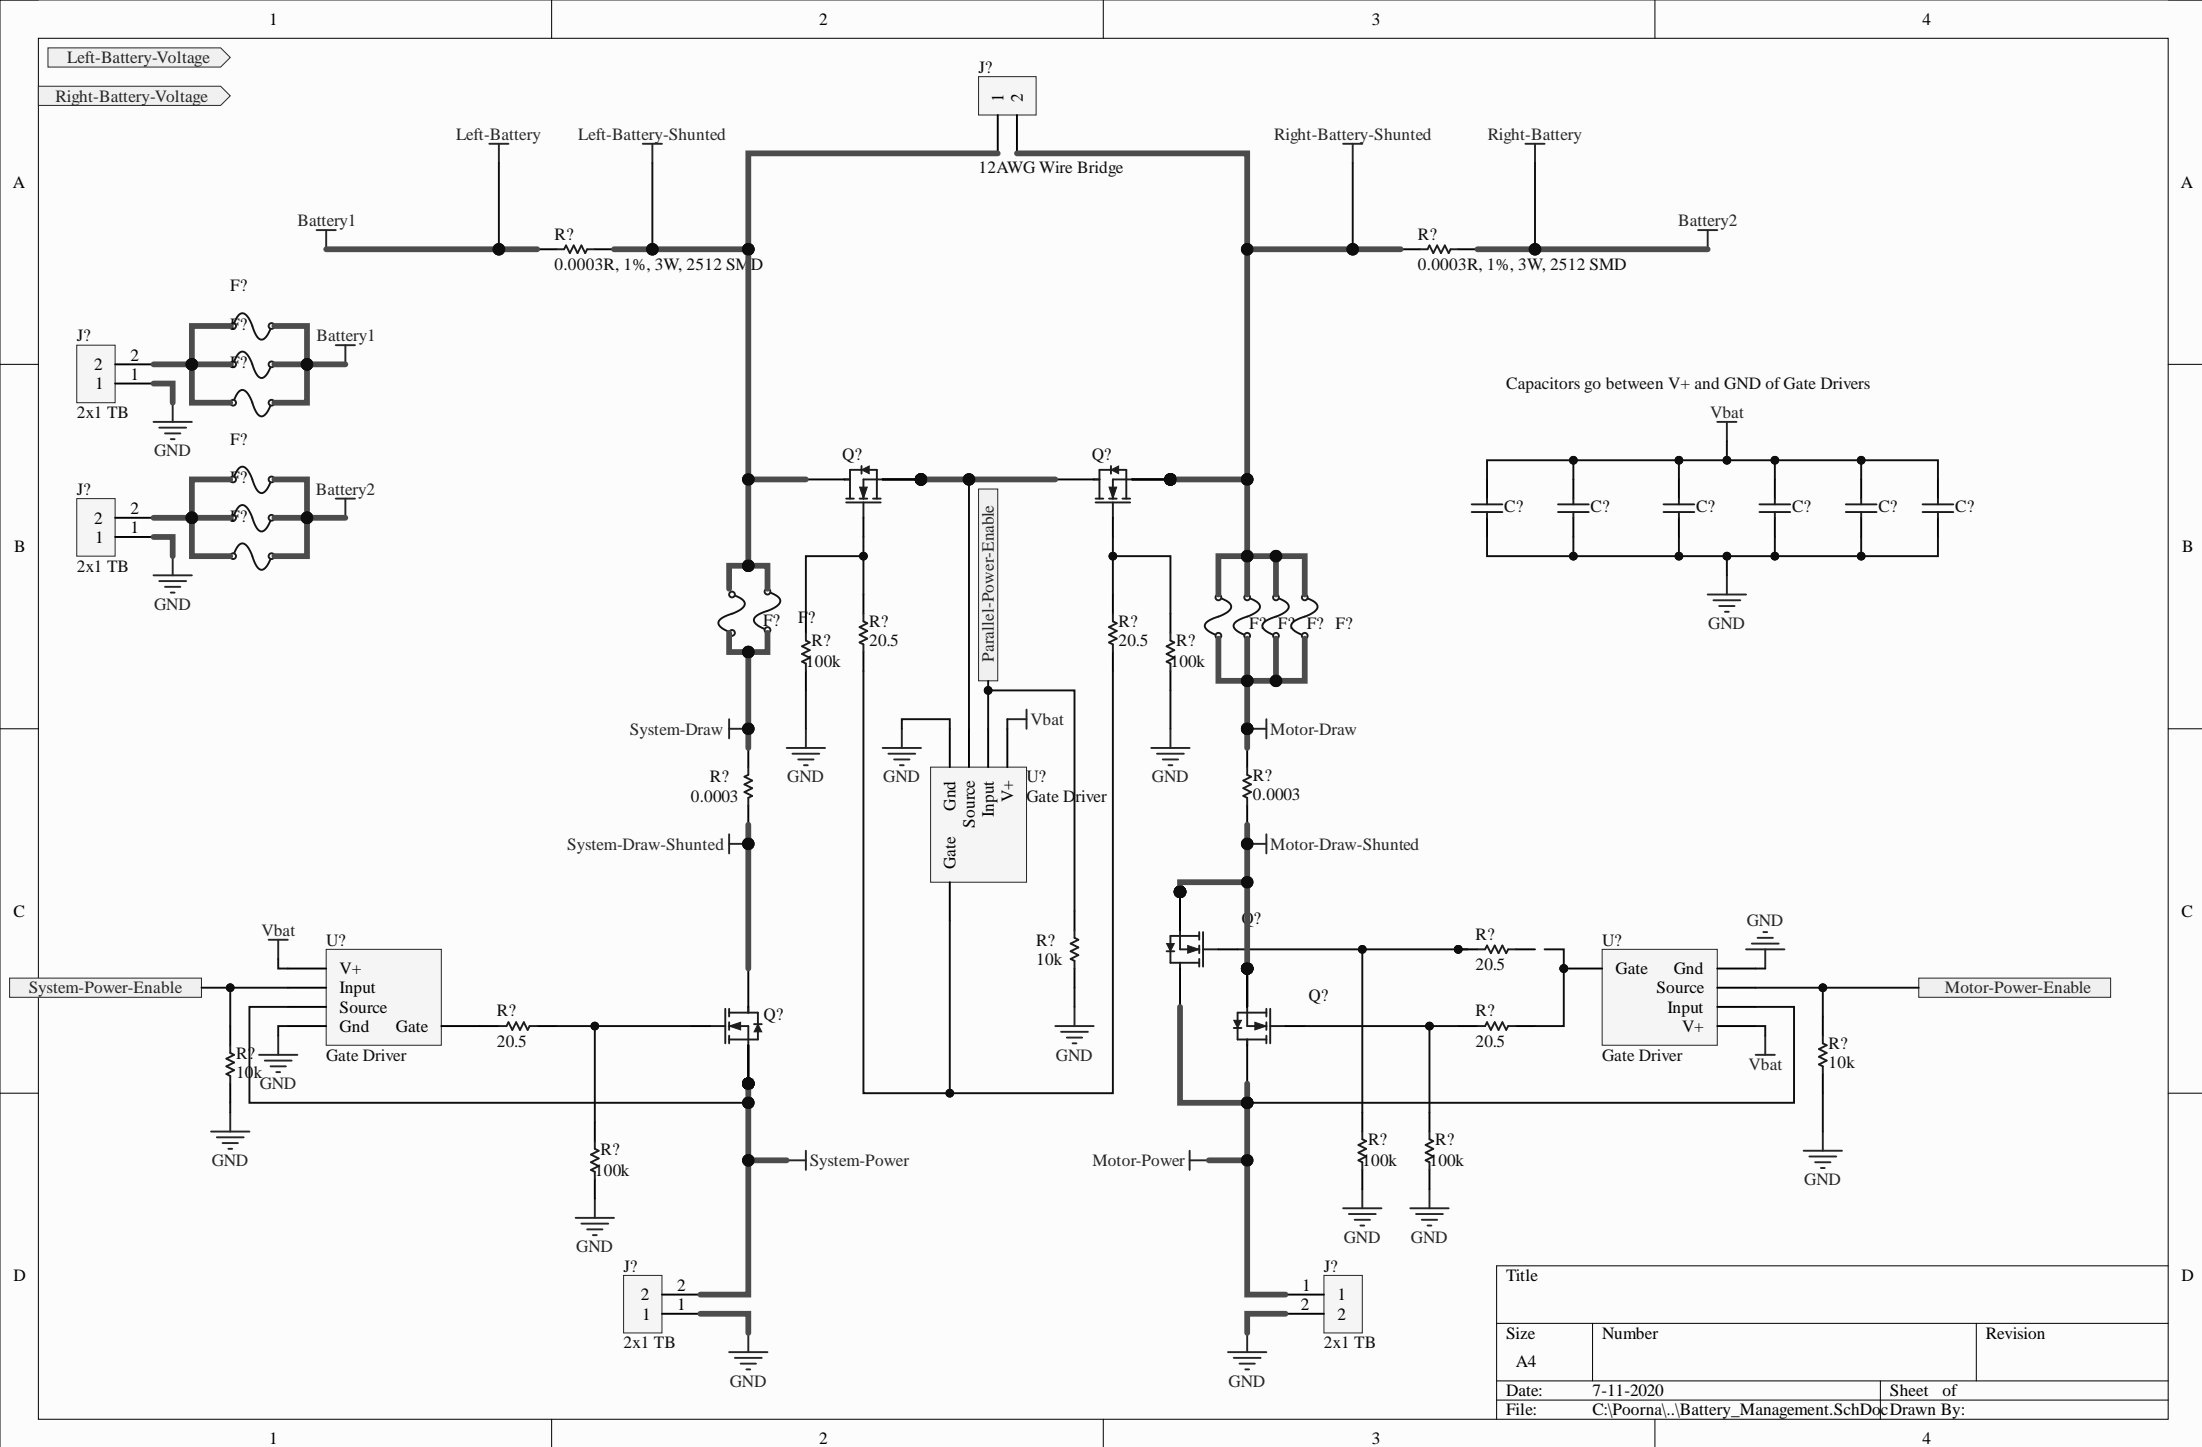 1 2 3 4
Left-Battery-Voltage
Right-Battery-Voltage
J?
1 2
12AWG Wire Bridge
Left-Battery Left-Battery-Shunted
Right-Battery-Shunted Right-Battery
A A
Battery1
Battery2
R?
0.0003R, 1%, 3W, 2512 SMD
R?
0.0003R, 1%, 3W, 2512 SMD
F?
F?
F?
J?
2 2
1 1
2x1 TB
Battery1
GND
F?
F?
F?
J?
2 2
1 1
2x1 TB
Battery2
GND
Capacitors go between V+ and GND of Gate Drivers
Vbat
C? C? C? C? C? C?
GND
Q? Q?
B B
Parallel-Power-Enable
F? F?
R?
100k
R?
20.5
R?
20.5
R?
100k
F? F? F? F?
System-Draw
GND
GND
Vbat
GND
Motor-Draw
R?
0.0003
U?
Gate Driver
Gnd
Source
Input
V+
Gate
R?
0.0003
System-Draw-Shunted
Motor-Draw-Shunted
C C
Vbat
U?
V+
Input
Source
Gnd Gate
Gate Driver
System-Power-Enable
R?
10k
GND
GND
R?
20.5
Q?
R?
100k
GND
R?
10k
GND
Q?
Q?
R?
20.5
R?
20.5
U?
Gate Gnd
Source
Input
V+
Gate Driver
GND
Vbat
Motor-Power-Enable
R?
10k
GND
System-Power
Motor-Power
R?
100k
R?
100k
GND
GND
D D
J?
2 2
1 1
2x1 TB
GND
J?
1 1
2 2
2x1 TB
GND
Title
Size Number Revision
A4
Date: 7-11-2020 Sheet of
File: C:\Poorna\..\Battery_Management.SchDoc Drawn By:
1 2 3 4